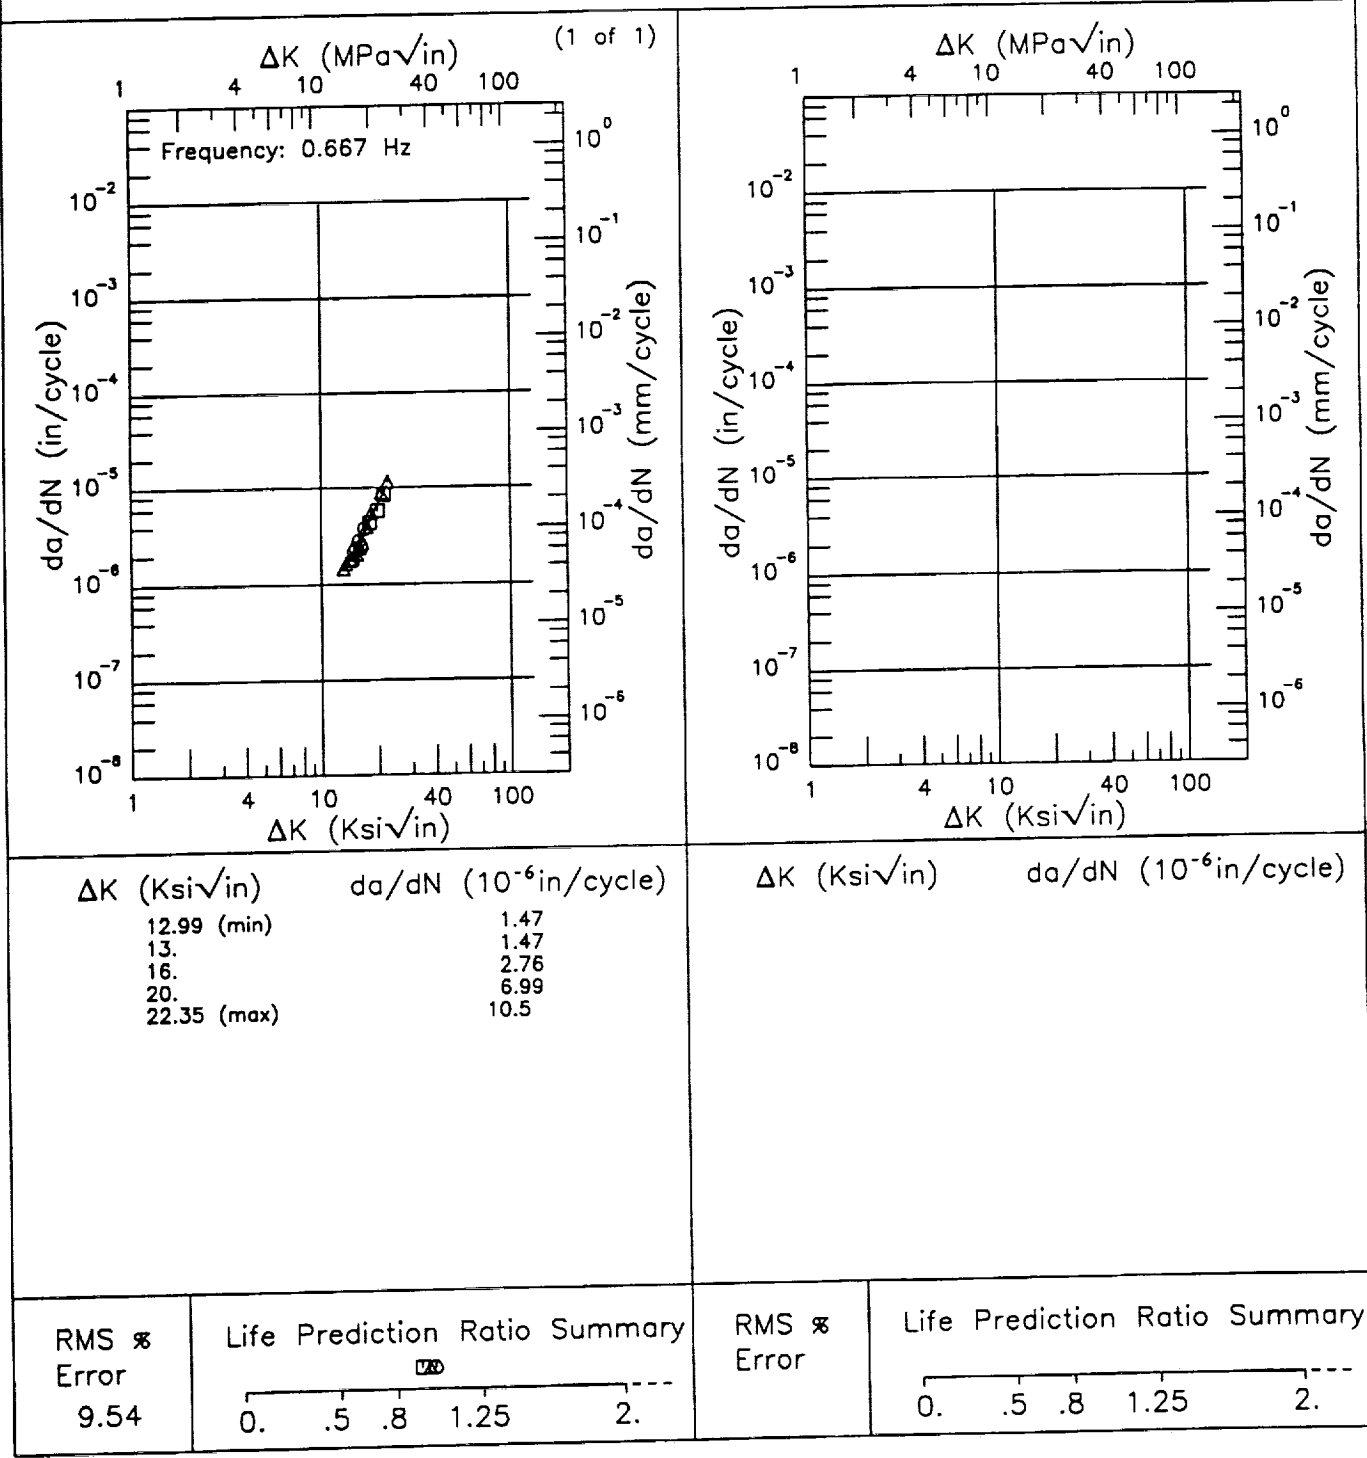 (1 of 1)
ΔK (MPa√in)
1 4 10 40 100
Frequency: 0.667 Hz
10⁻²
10⁻³
10⁻⁴
10⁻⁵
10⁻⁶
10⁻⁷
10⁻⁸
da/dN (in/cycle)
10⁰
10⁻¹
10⁻²
10⁻³
10⁻⁴
10⁻⁵
10⁻⁶
da/dN (mm/cycle)
1 4 10 40 100
ΔK (Ksi√in)
ΔK (MPa√in)
1 4 10 40 100
10⁻²
10⁻³
10⁻⁴
10⁻⁵
10⁻⁶
10⁻⁷
10⁻⁸
da/dN (in/cycle)
10⁰
10⁻¹
10⁻²
10⁻³
10⁻⁴
10⁻⁵
10⁻⁶
da/dN (mm/cycle)
1 4 10 40 100
ΔK (Ksi√in)
ΔK (Ksi√in) da/dN (10⁻⁶in/cycle)
12.99 (min) 1.47
13. 1.47
16. 2.76
20. 6.99
22.35 (max) 10.5
ΔK (Ksi√in) da/dN (10⁻⁶in/cycle)
RMS %
Error
9.54
Life Prediction Ratio Summary
0. .5 .8 1.25 2.
RMS %
Error
Life Prediction Ratio Summary
0. .5 .8 1.25 2.